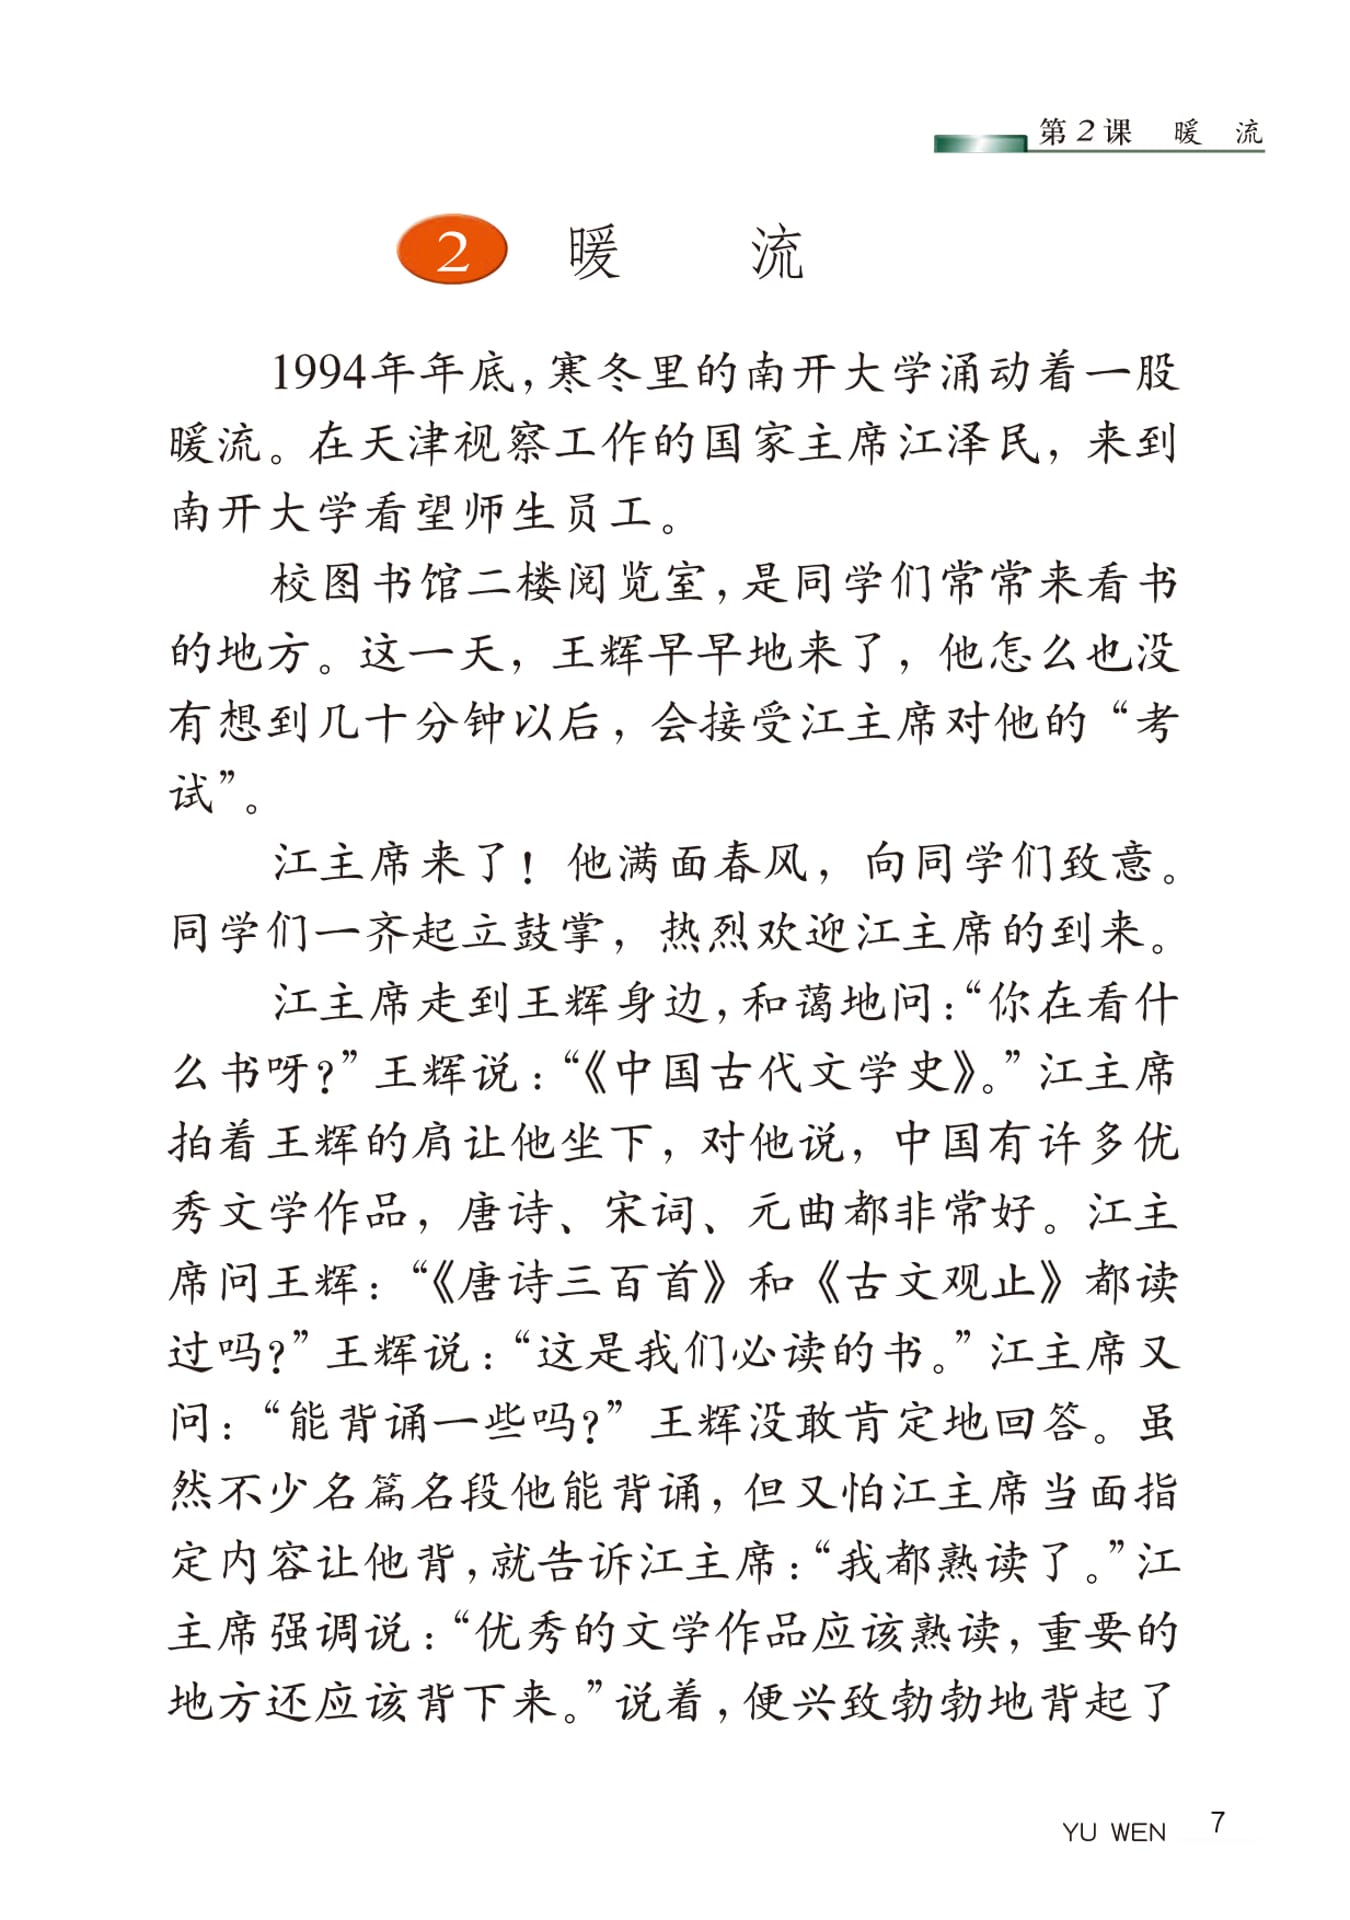 第2课 暖 流
2 暖 流
1994年年底，寒冬里的南开大学涌动着一股
暖流。在天津视察工作的国家主席江泽民，来到
南开大学看望师生员工。
校图书馆二楼阅览室，是同学们常常来看书
的地方。这一天，王辉早早地来了，他怎么也没
有想到几十分钟以后，会接受江主席对他的“考
试”。
江主席来了！他满面春风，向同学们致意。
同学们一齐起立鼓掌，热烈欢迎江主席的到来。
江主席走到王辉身边，和蔼地问：“你在看什
么书呀？”王辉说：“《中国古代文学史》。”江主席
拍着王辉的肩让他坐下，对他说，中国有许多优
秀文学作品，唐诗、宋词、元曲都非常好。江主
席问王辉：“《唐诗三百首》和《古文观止》都读
过吗？”王辉说：“这是我们必读的书。”江主席又
问：“能背诵一些吗？”王辉没敢肯定地回答。虽
然不少名篇名段他能背诵，但又怕江主席当面指
定内容让他背，就告诉江主席：“我都熟读了。”江
主席强调说：“优秀的文学作品应该熟读，重要的
地方还应该背下来。”说着，便兴致勃勃地背起了
YU WEN 7